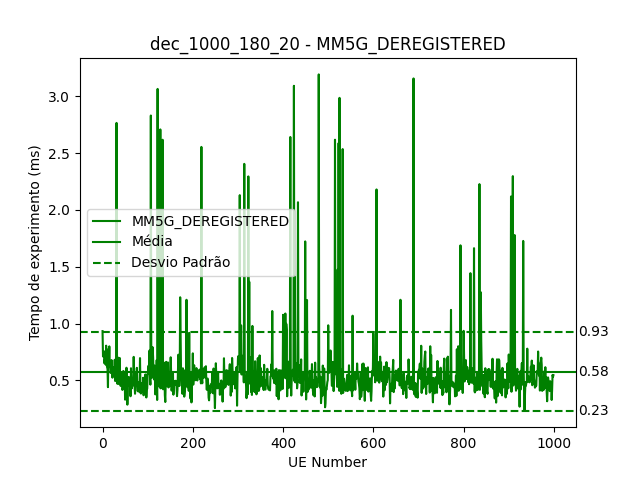 dec_1000_180_20 - MM5G_DEREGISTERED
Tempo de experimento (ms)
3.0
2.5
2.0
1.5
1.0
0.5
MM5G_DEREGISTERED
Média
Desvio Padrão
0.93
0.58
0.23
0 200 400 600 800 1000
UE Number